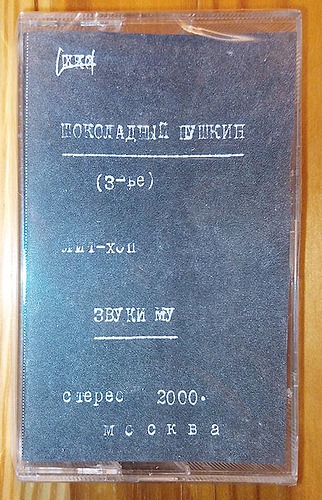 ШОКОЛАДНЫЙ ПУШКИН
(3-ье)
лит-хоп
ЗВУКИ МУ
стерео 2000.
москва